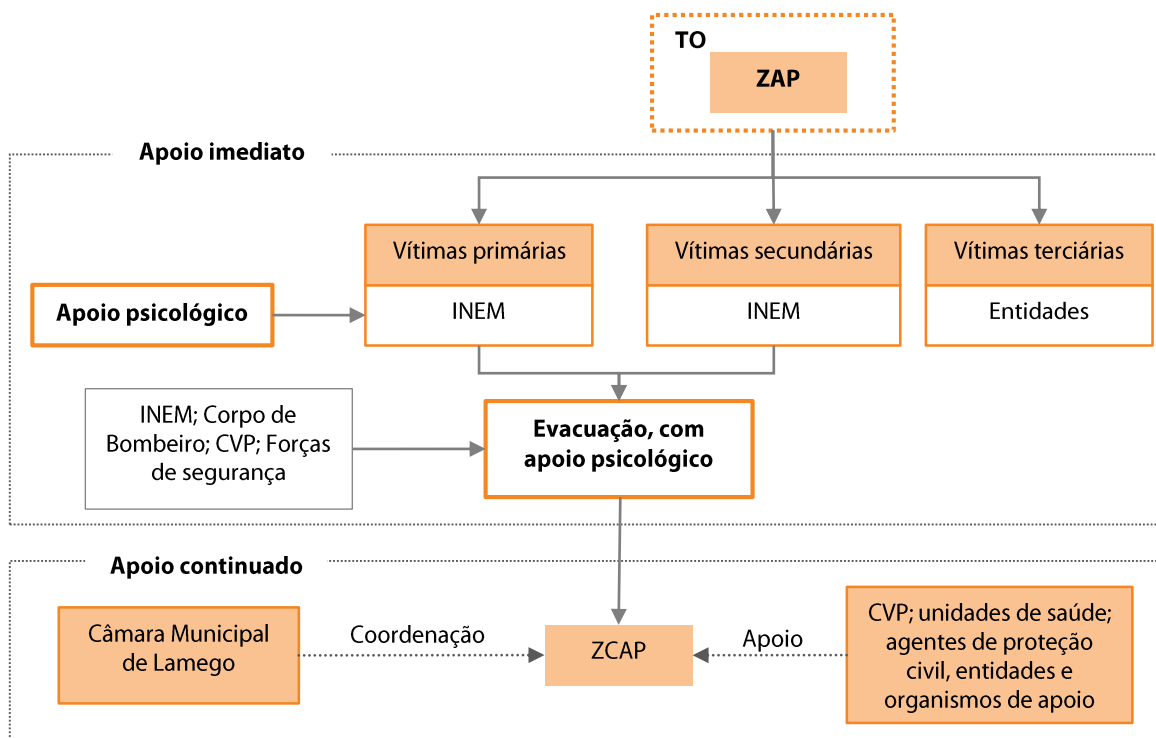 TO
ZAP
Apoio imediato
Vítimas primárias
Vítimas secundárias
Vítimas terciárias
INEM
INEM
Entidades
Apoio psicológico
INEM; Corpo de
Bombeiro; CVP; Forças
de segurança
Evacuação, com
apoio psicológico
Apoio continuado
Câmara Municipal
de Lamego
Coordenação
ZCAP
Apoio
CVP; unidades de saúde;
agentes de proteção
civil, entidades e
organismos de apoio